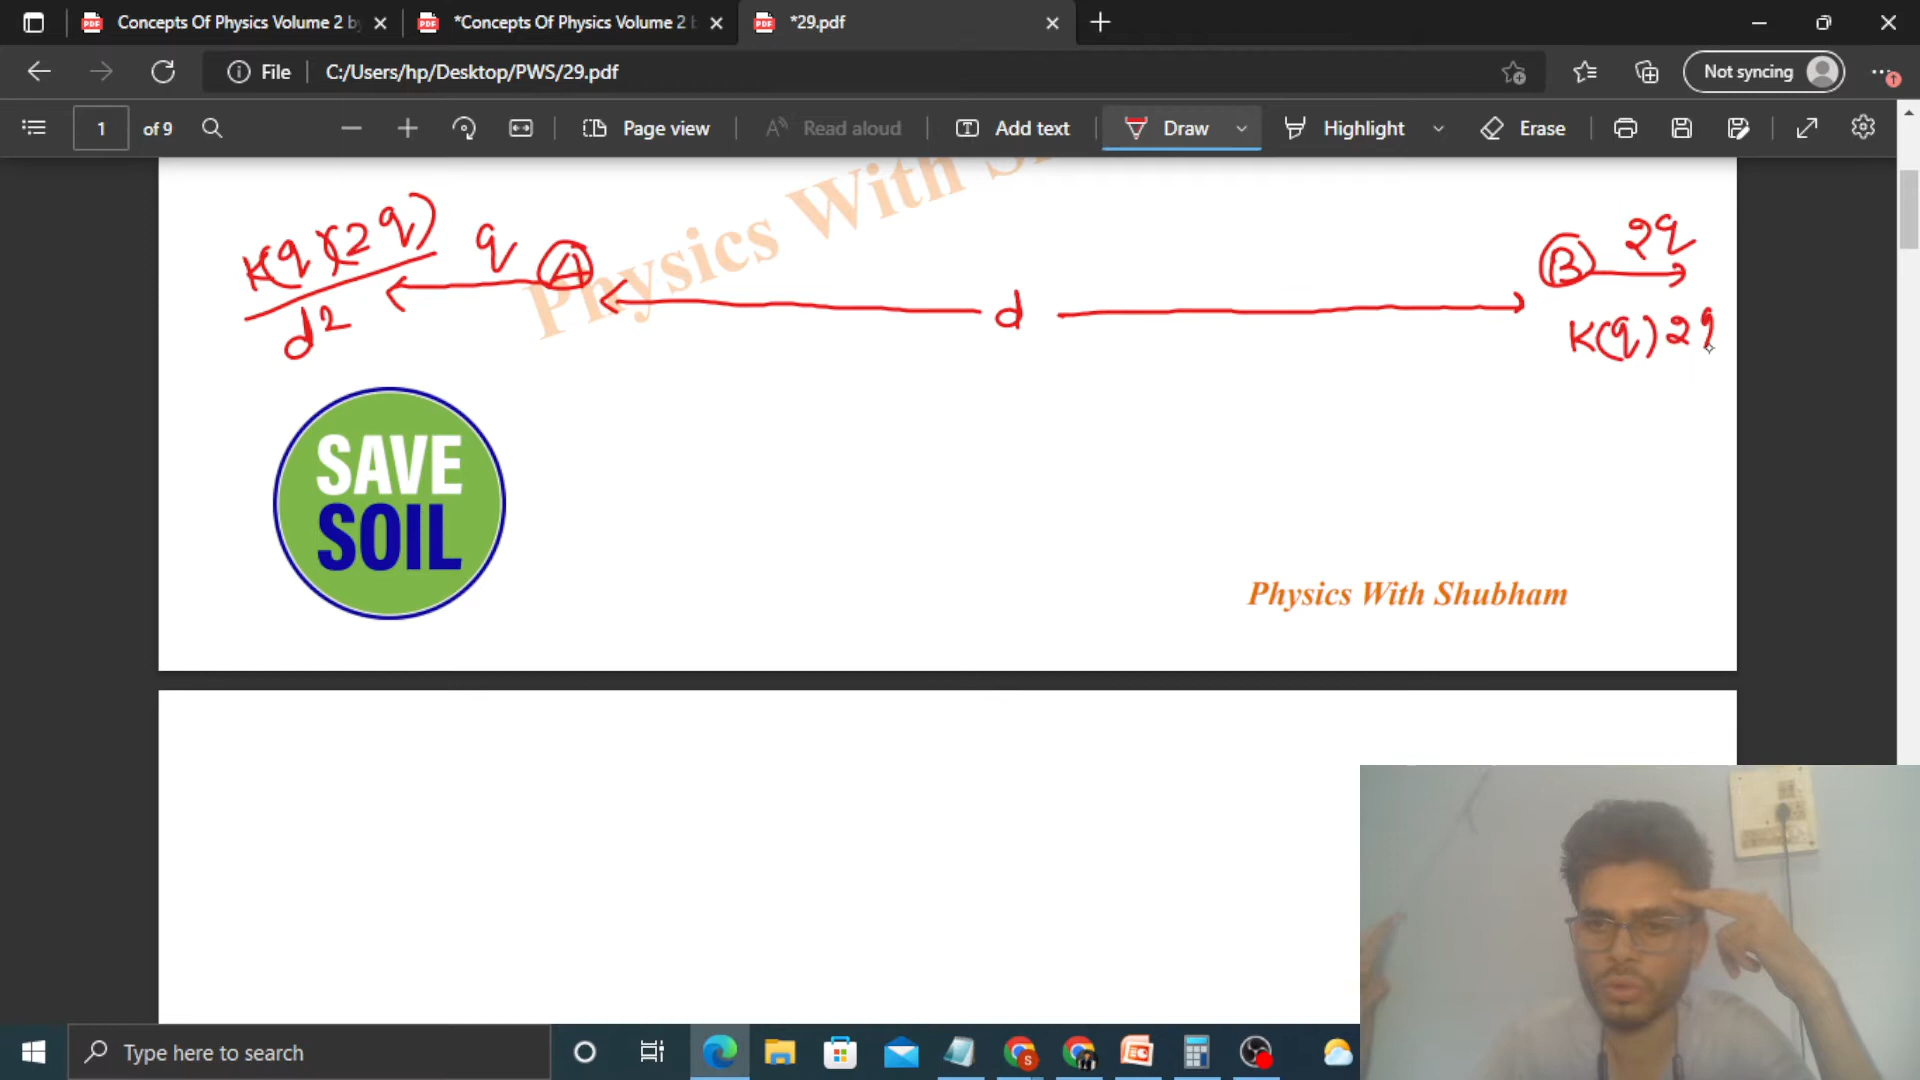 Concepts Of Physics Volume 2 by
*Concepts Of Physics Volume 2 b
*29.pdf
File
C:/Users/hp/Desktop/PWS/29.pdf
Not syncing
1 of 9
Page view
Read aloud
Add text
Draw
Highlight
Erase
Physics With S
K(q)(2q)
d2
q
A
d
B
2q
K(q)2q
SAVE
SOIL
Physics With Shubham
Type here to search